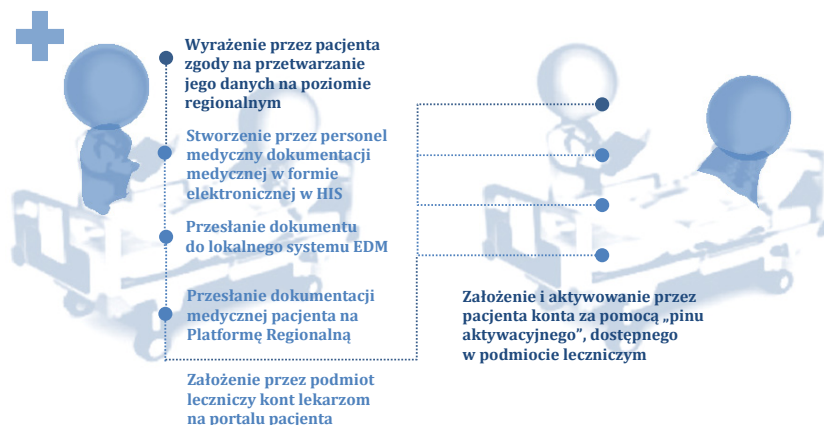 Wyrażenie przez pacjenta
zgody na przetwarzanie
jego danych na poziomie
regionalnym
Stworzenie przez personel
medyczny dokumentacji
medycznej w formie
elektronicznej w HIS
Przesłanie dokumentu
do lokalnego systemu EDM
Przesłanie dokumentacji
medycznej pacjenta na
Platformę Regionalną
Założenie przez podmiot
leczniczy kont lekarzom
na portalu pacjenta
Założenie i aktywowanie przez
pacjenta konta za pomocą „pinu
aktywacyjnego”, dostępnego
w podmiocie leczniczym